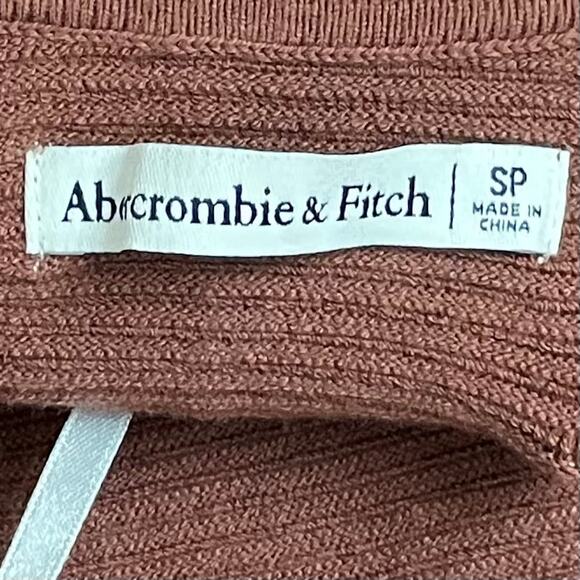 Abercrombie & Fitch
SP
MADE IN
CHINA